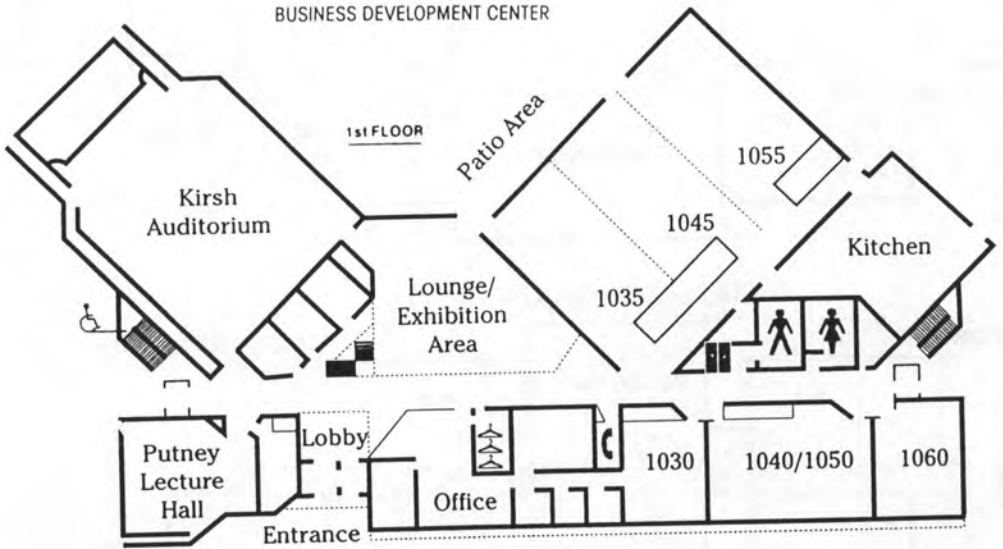 BUSINESS DEVELOPMENT CENTER
1st FLOOR
Patio Area
1055
Kirsh
Auditorium
1045
Kitchen
Lounge/
Exhibition
Area
1035
Putney
Lecture
Hall
Lobby
Office
1030
1040/1050
1060
Entrance